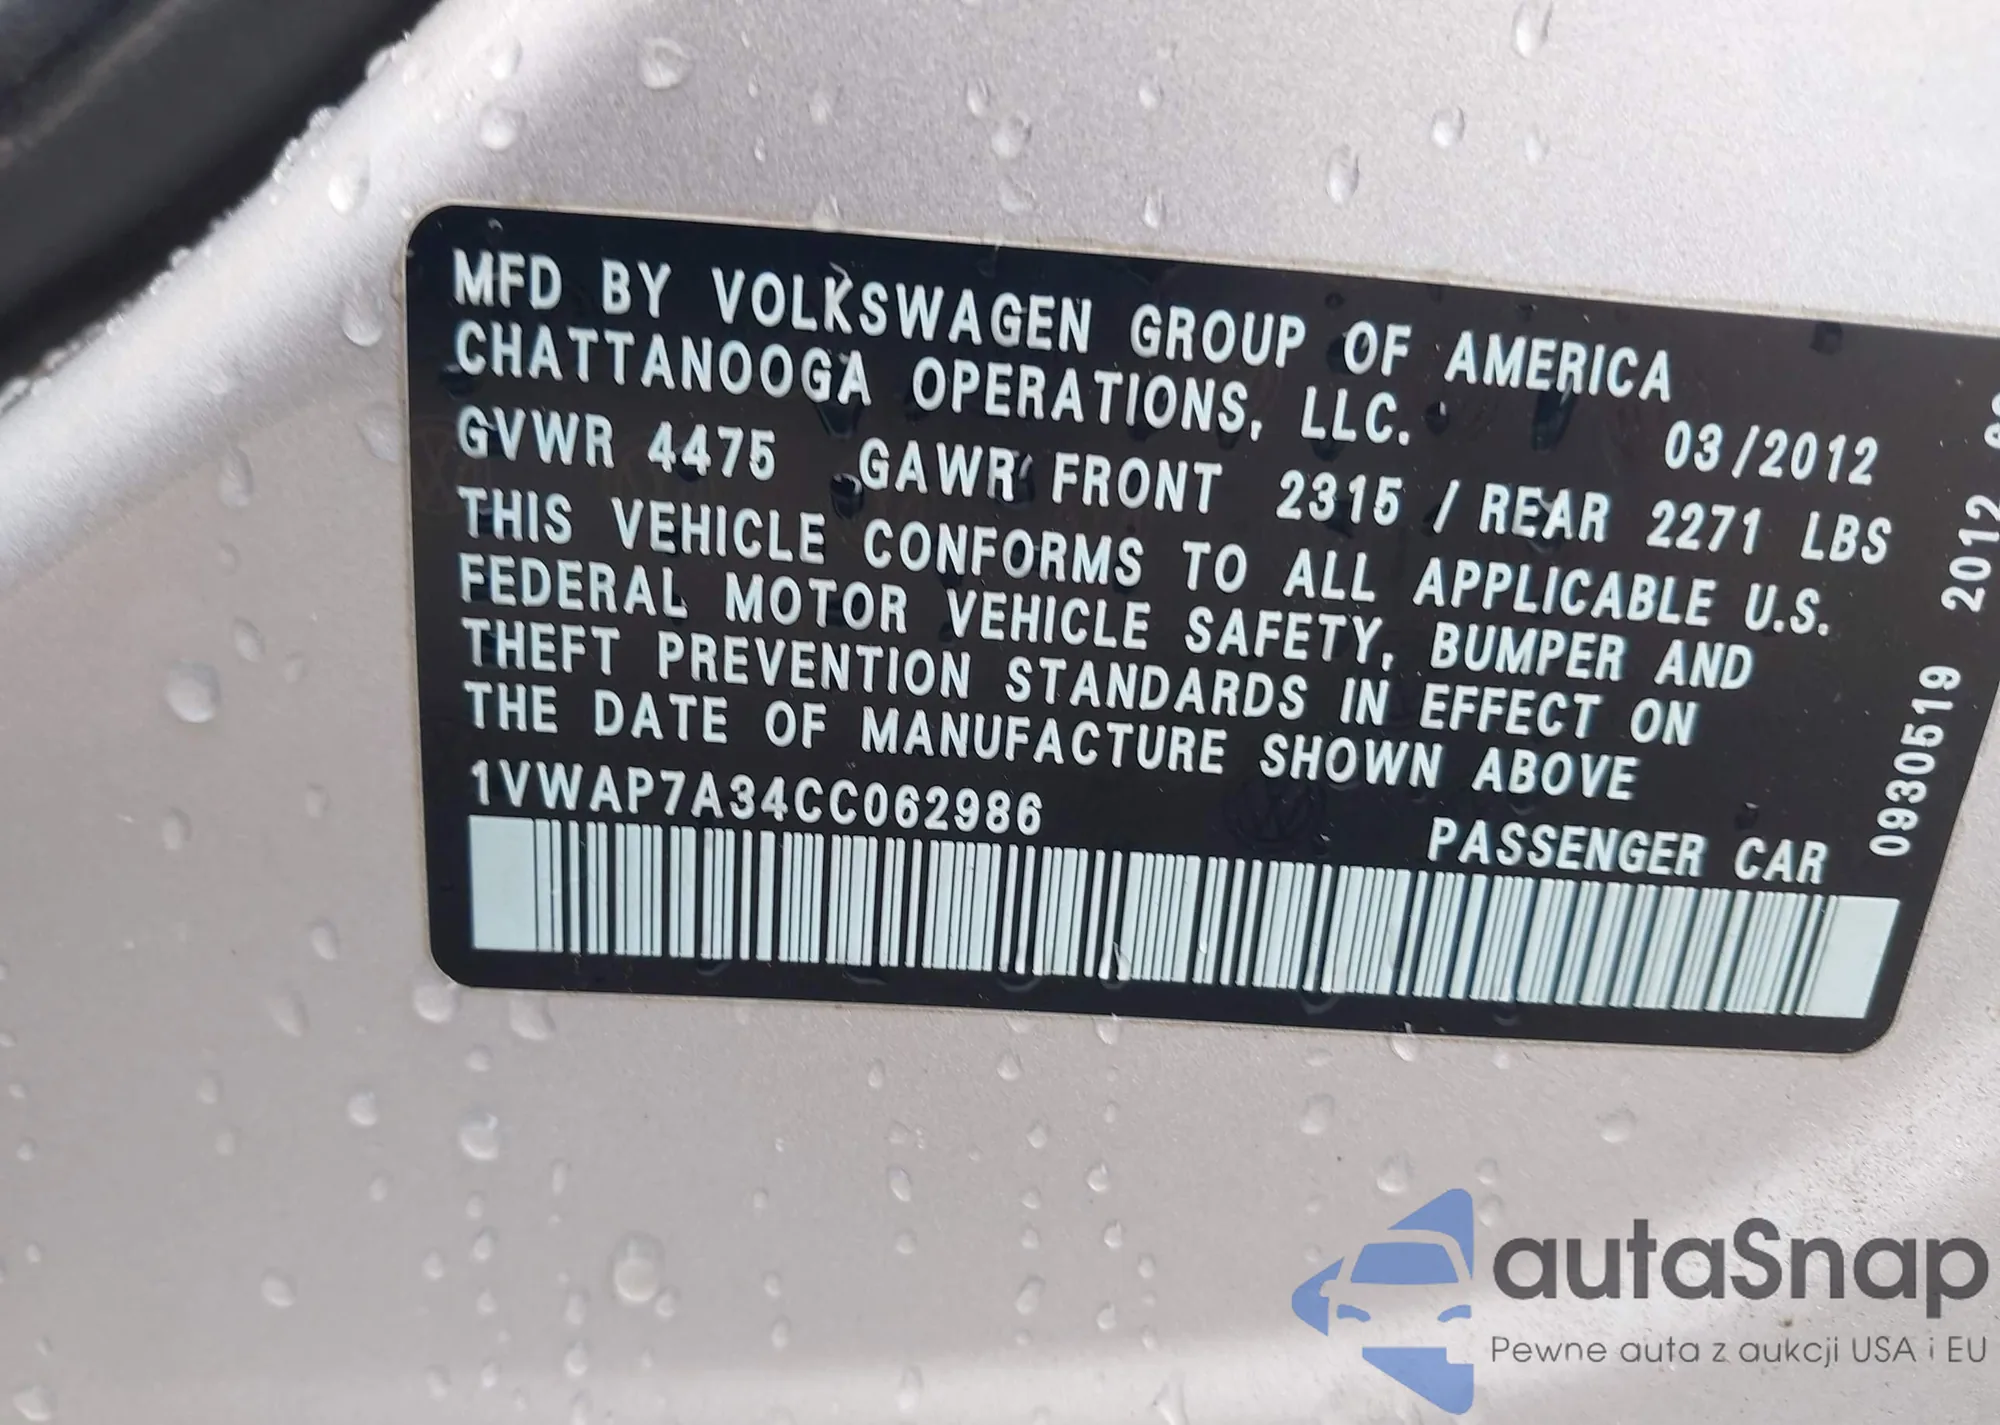 MFD BY VOLKSWAGEN GROUP OF AMERICA
CHATTANOOGA OPERATIONS, LLC.
03/2012
GVWR 4475 GAWR FRONT 2315 / REAR 2271 LBS
THIS VEHICLE CONFORMS TO ALL APPLICABLE U.S.
FEDERAL MOTOR VEHICLE SAFETY, BUMPER AND
THEFT PREVENTION STANDARDS IN EFFECT ON
THE DATE OF MANUFACTURE SHOWN ABOVE
1VWAP7A34CC062986
PASSENGER CAR
0930519 2012
autaSnap
Pewne auta z aukcji USA i EU